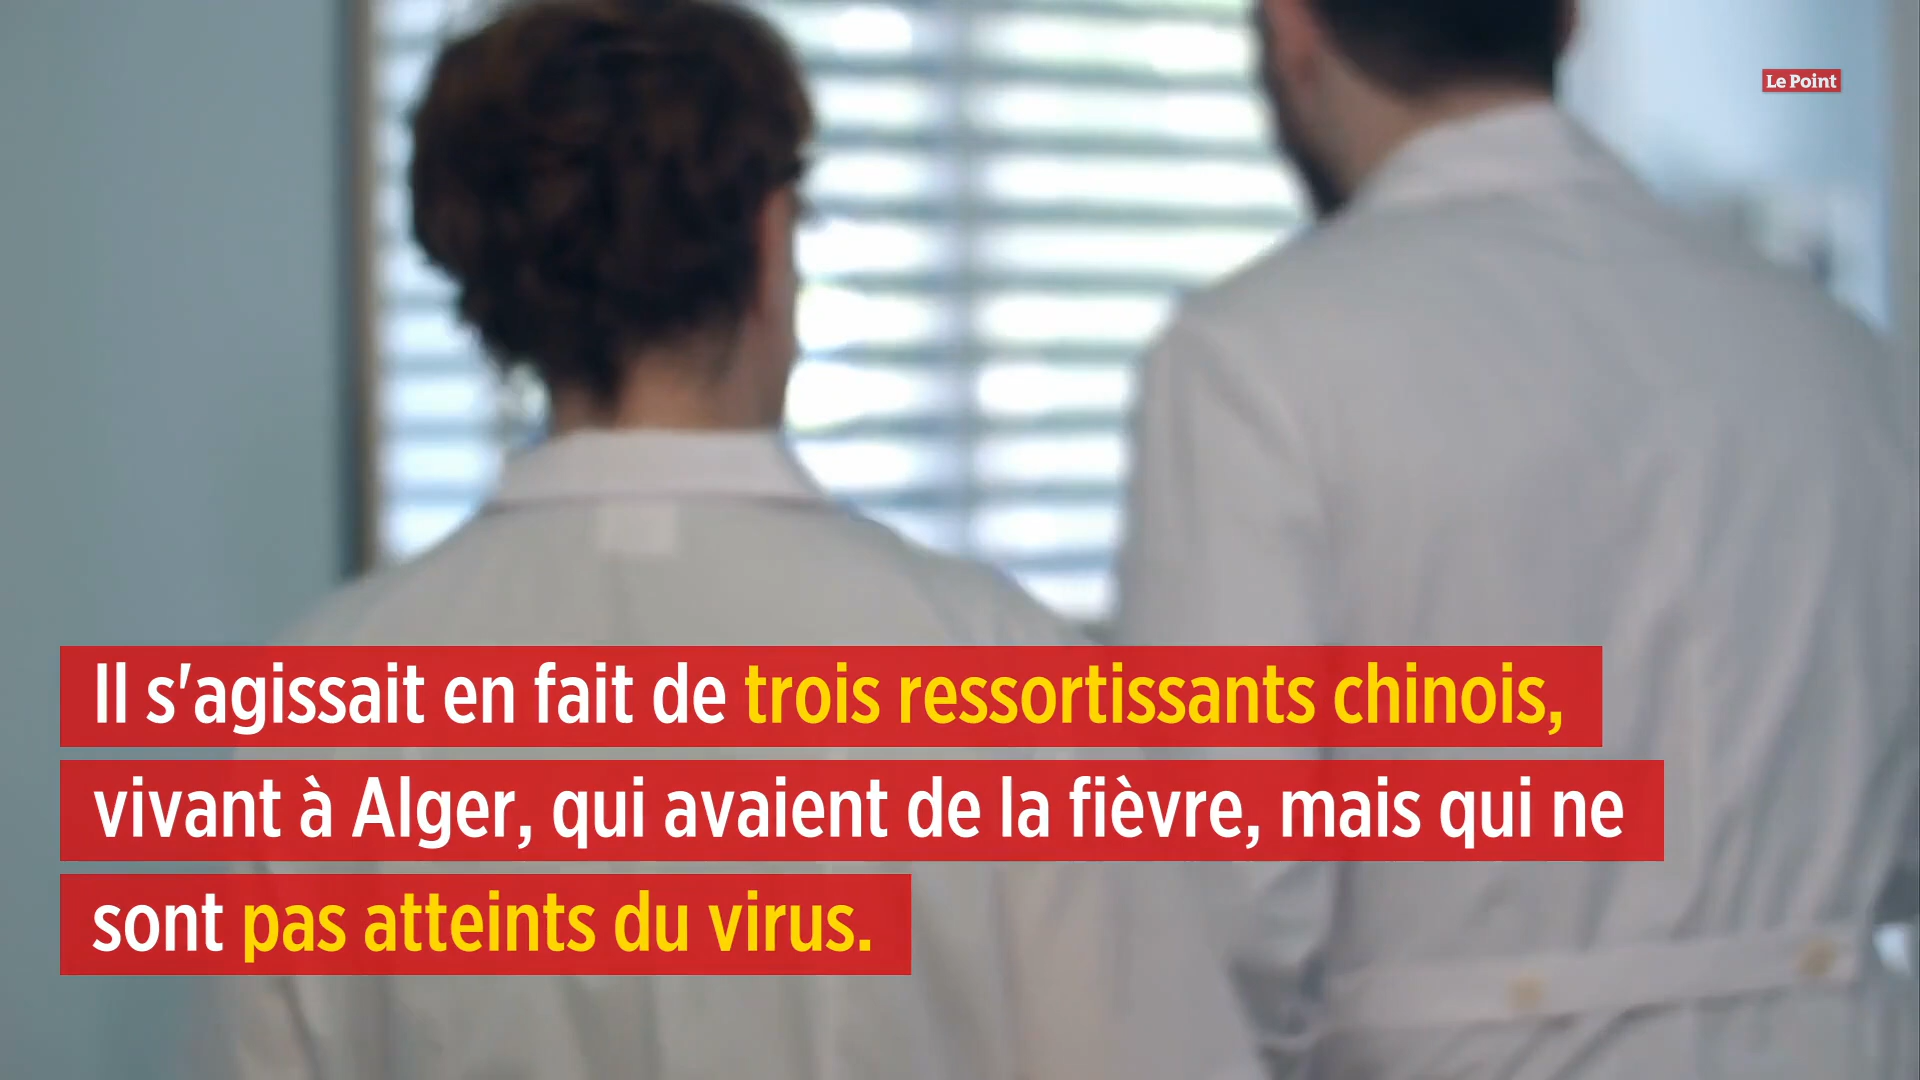 Le Point
Il s'agissait en fait de trois ressortissants chinois,
vivant à Alger, qui avaient de la fièvre, mais qui ne
sont pas atteints du virus.